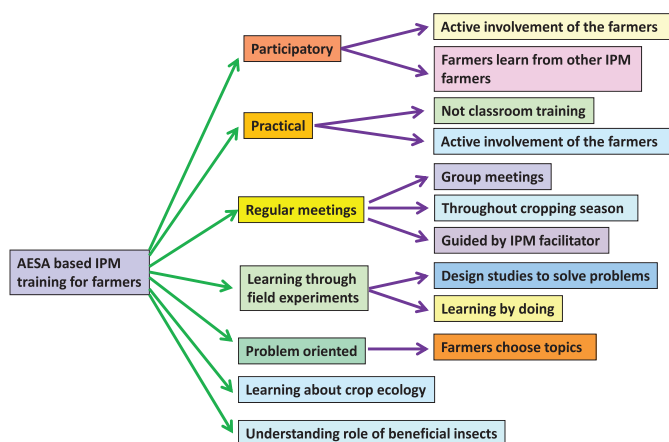 Active involvement of the farmers
Participatory
Farmers learn from other IPM
farmers
Not classroom training
Practical
Active involvement of the farmers
Group meetings
Regular meetings
Throughout cropping season
Guided by IPM facilitator
AESA based IPM
training for farmers
Learning through
field experiments
Design studies to solve problems
Learning by doing
Problem oriented
Farmers choose topics
Learning about crop ecology
Understanding role of beneficial insects